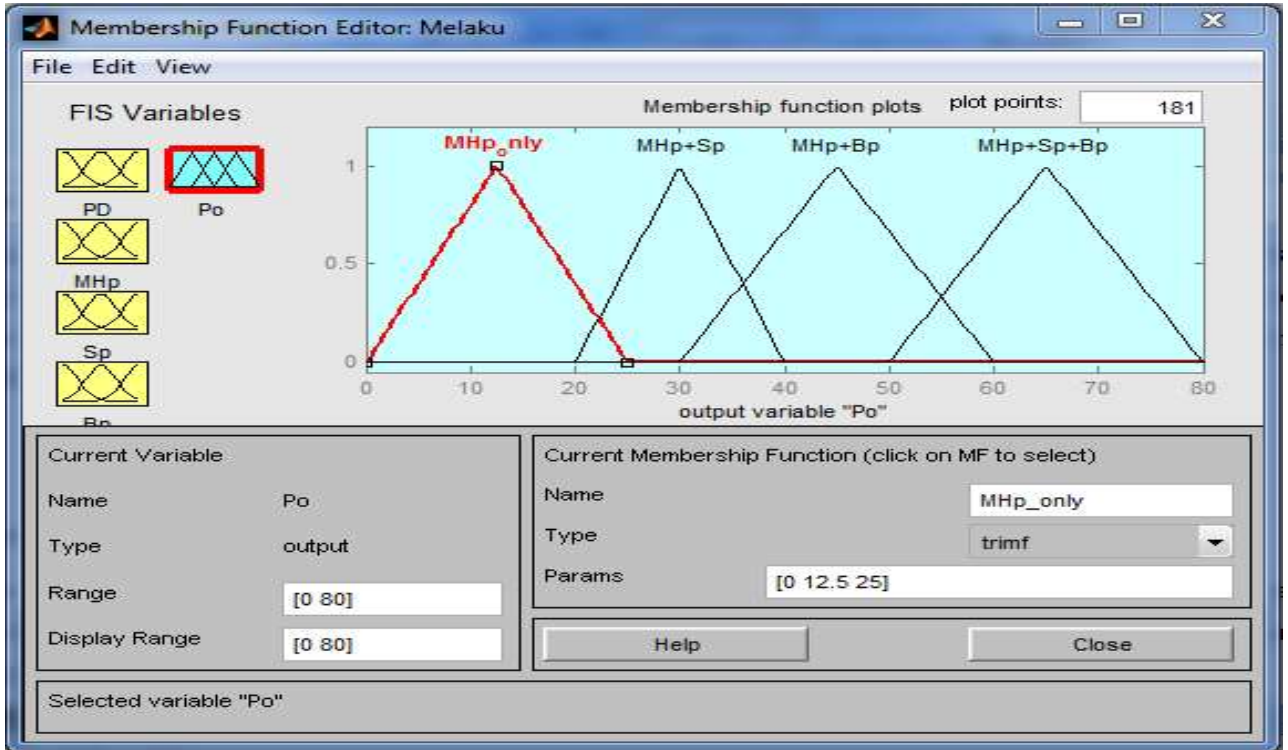 Membership Function Editor: Melaku
File Edit View
FIS Variables
PD
Po
MHp
Sp
Bp
Membership function plots
plot points:
181
MHp_only
MHp+Sp
MHp+Bp
MHp+Sp+Bp
1
0.5
0
0 10 20 30 40 50 60 70 80
output variable "Po"
Current Variable
Name Po
Type output
Range [0 80]
Display Range [0 80]
Current Membership Function (click on MF to select)
Name MHp_only
Type trimf
Params [0 12.5 25]
Help
Close
Selected variable "Po"